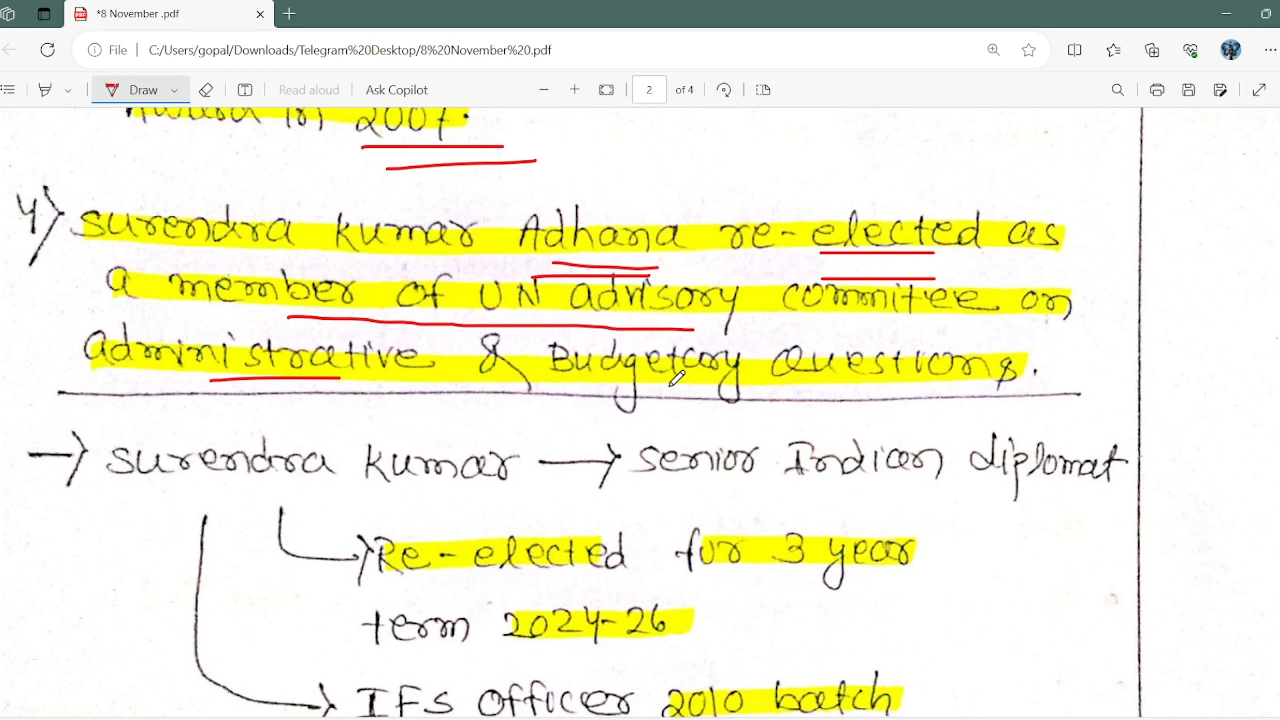 *8 November .pdf
File C:/Users/gopal/Downloads/Telegram%20Desktop/8%20November%20.pdf
Draw Read aloud Ask Copilot 2 of 4
2007.
4) Surendra Kumar Adhana re-elected as
a member of UN advisory committee on
Administrative & Budgetary Questions.
→ Surendra Kumar → senior Indian diplomat
→ Re-elected for 3 year
term 2024-26
→ IFS Officer 2010 batch